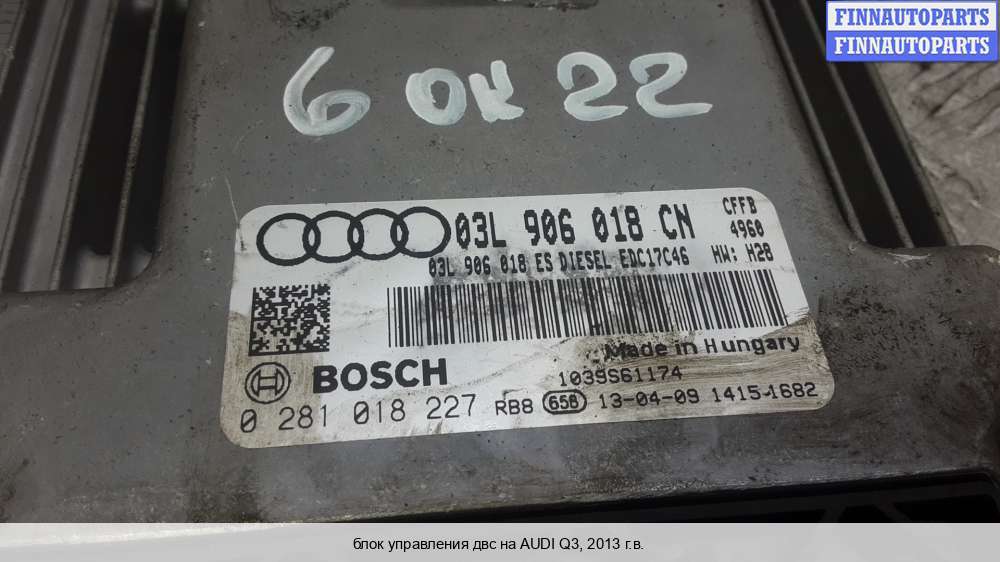 FINNAUTOPARTS
FINNAUTOPARTS
6 ОК 22
03L 906 018 CN CFFB
4960
03L 906 018 ES DIESEL EDC17C46 HW: H28
Made in Hungary
BOSCH 1039S61174
0 281 018 227 RB8 656 13-04-09 1415-1682
блок управления двс на AUDI Q3, 2013 г.в.